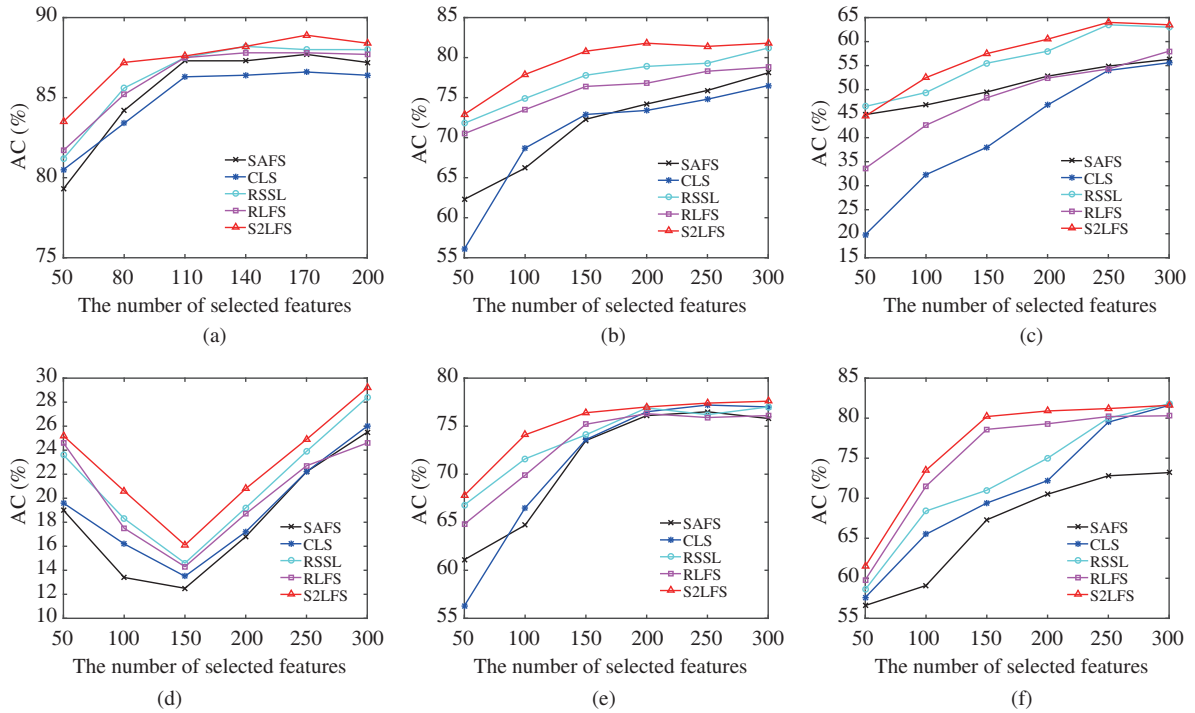 90
85
80
75
AC (%)
SAFS
CLS
RSSL
RLFS
S2LFS
50 80 110 140 170 200
The number of selected features
(a)
85
80
75
70
65
60
55
AC (%)
SAFS
CLS
RSSL
RLFS
S2LFS
50 100 150 200 250 300
The number of selected features
(b)
65
60
55
50
45
40
35
30
25
20
15
AC (%)
SAFS
CLS
RSSL
RLFS
S2LFS
50 100 150 200 250 300
The number of selected features
(c)
30
28
26
24
22
20
18
16
14
12
10
AC (%)
SAFS
CLS
RSSL
RLFS
S2LFS
50 100 150 200 250 300
The number of selected features
(d)
80
75
70
65
60
55
AC (%)
SAFS
CLS
RSSL
RLFS
S2LFS
50 100 150 200 250 300
The number of selected features
(e)
85
80
75
70
65
60
55
AC (%)
SAFS
CLS
RSSL
RLFS
S2LFS
50 100 150 200 250 300
The number of selected features
(f)